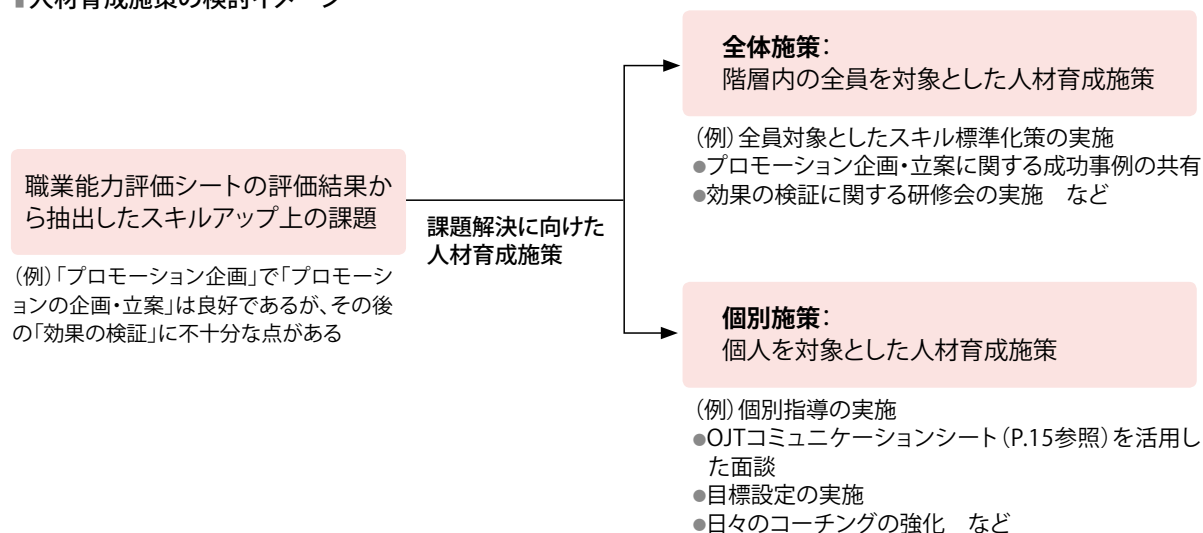 人材育成施策の検討イメージ
職業能力評価シートの評価結果か
ら抽出したスキルアップ上の課題
(例)「プロモーション企画」で「プロモーシ
ョンの企画・立案」は良好であるが、その後
の「効果の検証」に不十分な点がある
課題解決に向けた
人材育成施策
全体施策:
階層内の全員を対象とした人材育成施策
(例)全員対象としたスキル標準化策の実施
●プロモーション企画・立案に関する成功事例の共有
●効果の検証に関する研修会の実施 など
個別施策:
個人を対象とした人材育成施策
(例)個別指導の実施
●OJTコミュニケーションシート(P.15参照)を活用し
た面談
●目標設定の実施
●日々のコーチングの強化 など